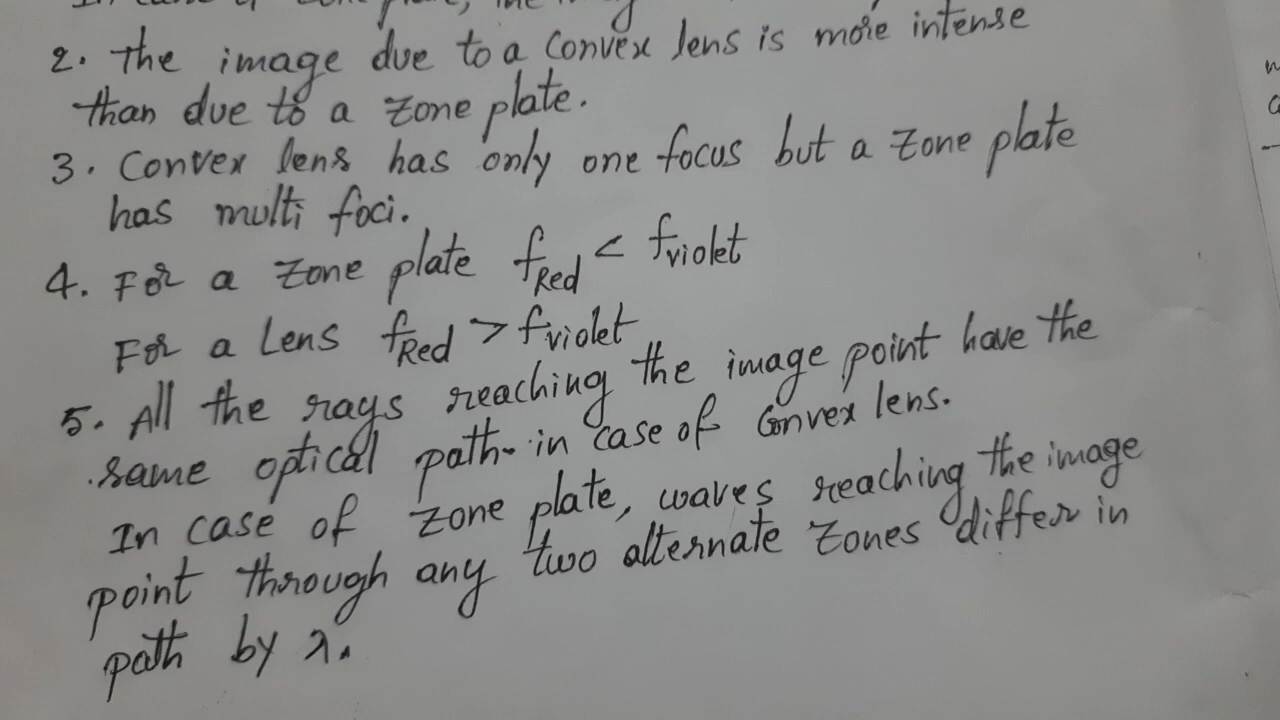 2. The image due to a Convex lens is more intense
than due to a zone plate.
3. Convex lens has only one focus but a zone plate
has multi foci.
4. For a zone plate fRed < fviolet
For a Lens fRed > fviolet
5. All the rays reaching the image point have the
same optical path in case of Convex lens.
In case of zone plate, waves reaching the image
point through any two alternate zones differ in
path by λ.